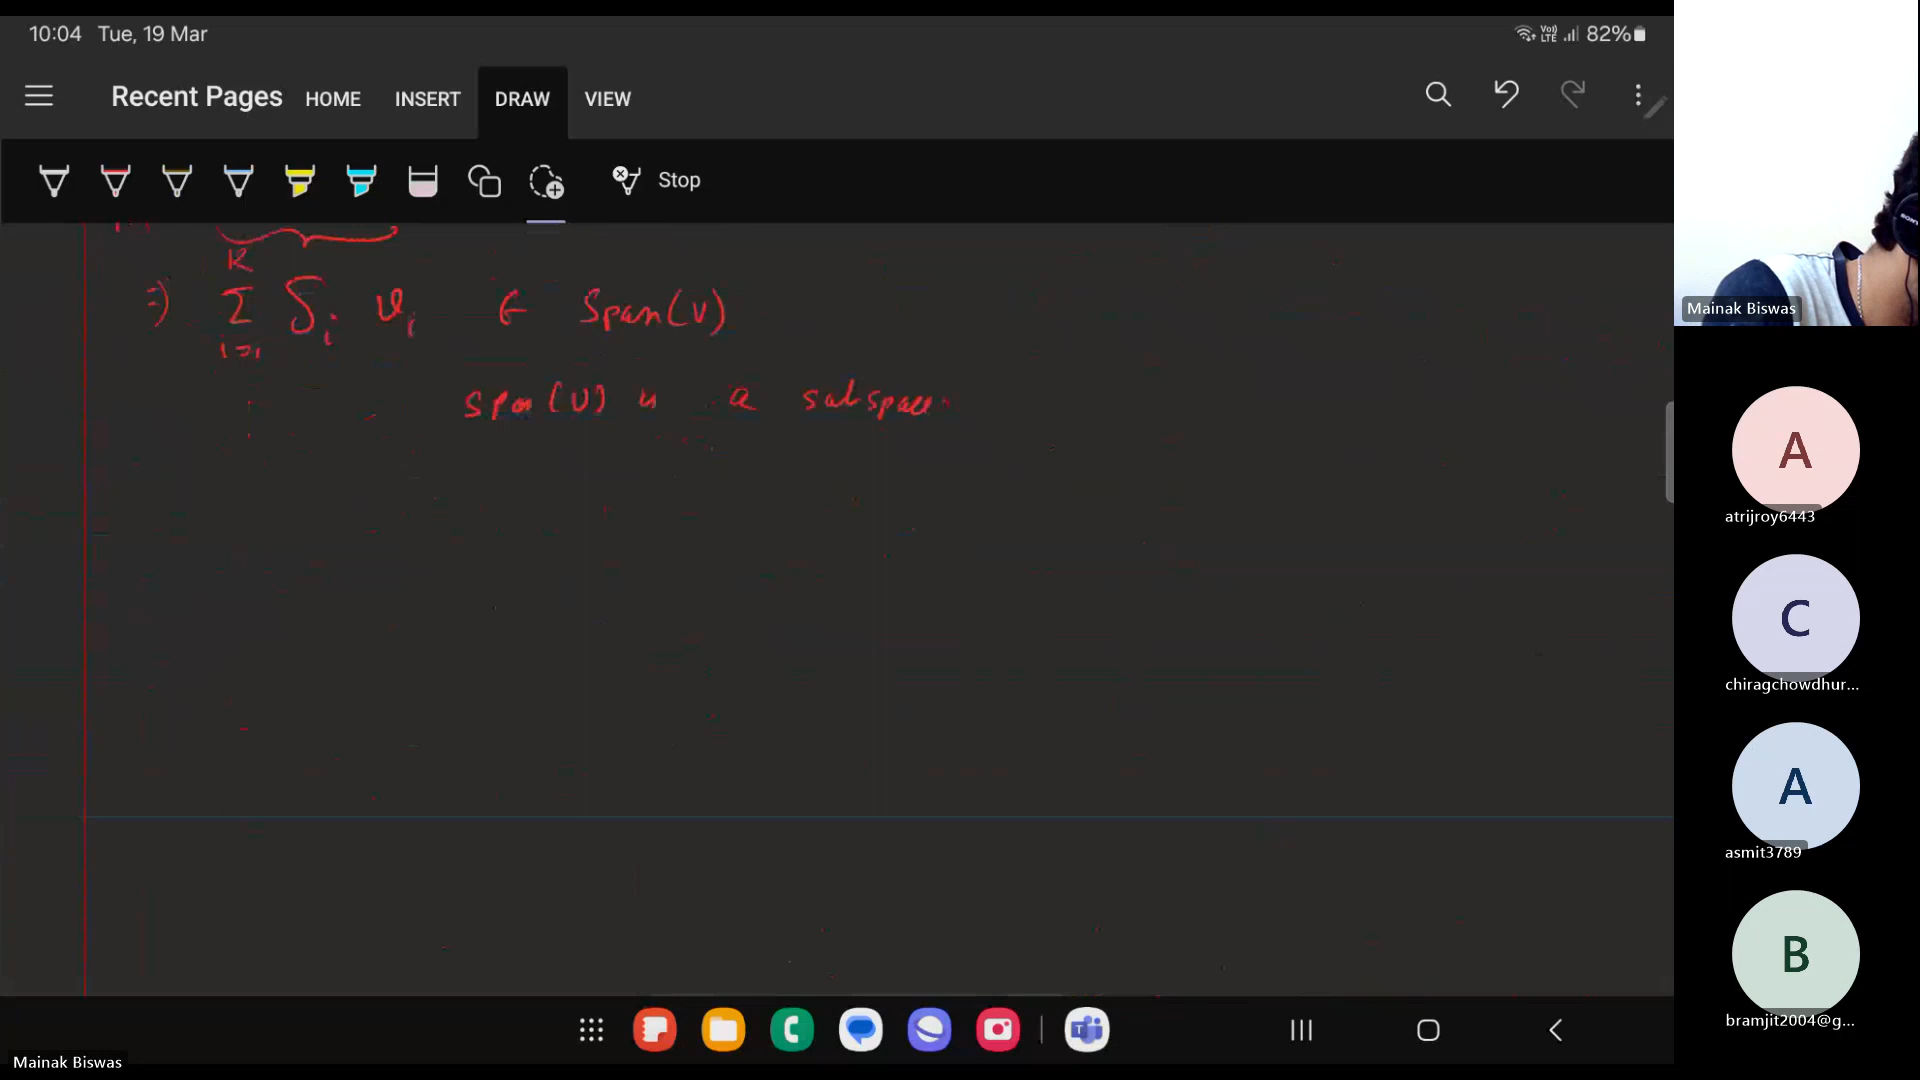 10:04 Tue, 19 Mar
82%
Recent Pages HOME INSERT DRAW VIEW
Stop
K
⇒ Σ δi vi ∈ Span(v)
i=1
span(v) is a subspace
SONY
Mainak Biswas
A
atrijroy6443
C
chiragchowdhur...
A
asmit3789
B
bramjit2004@g...
Mainak Biswas